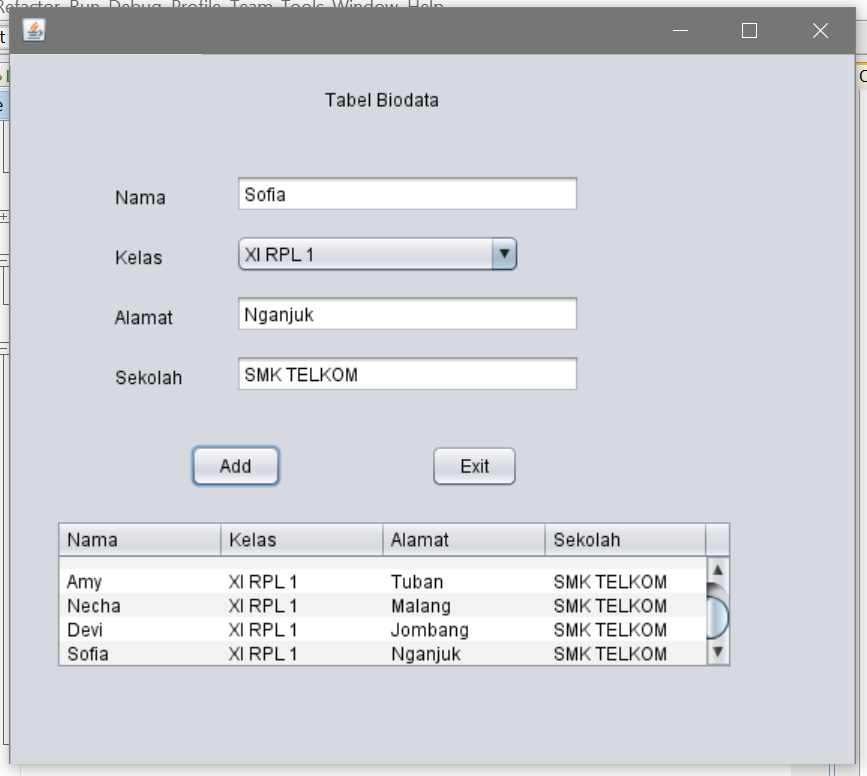 Refactor Run Debug Profile Team Tools Window Help
Tabel Biodata
Nama Sofia
Kelas XI RPL 1
Alamat Nganjuk
Sekolah SMK TELKOM
Add Exit
Nama Kelas Alamat Sekolah
Amy XI RPL 1 Tuban SMK TELKOM
Necha XI RPL 1 Malang SMK TELKOM
Devi XI RPL 1 Jombang SMK TELKOM
Sofia XI RPL 1 Nganjuk SMK TELKOM